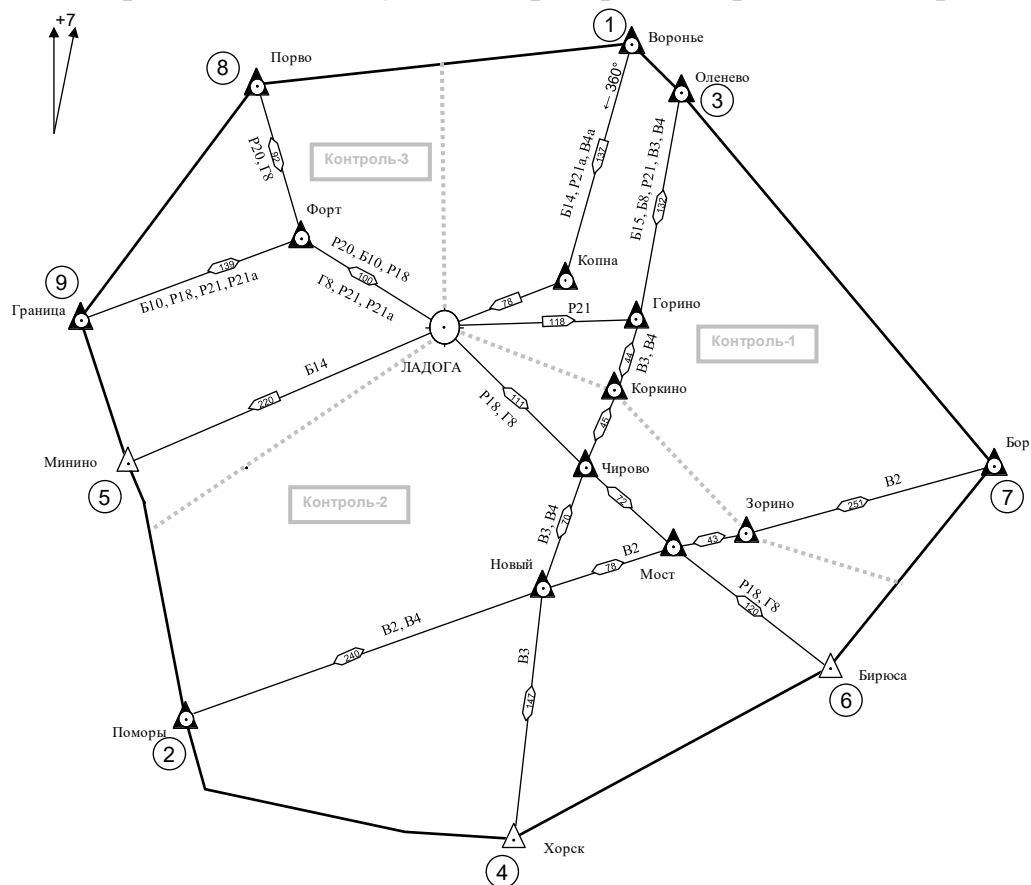 +7
1
Воронье
8
Порво
Оленево
3
← 360°
137
Б14, Р21а, В4а
132
Б15, Б8, Р21, В3, В4
92
Р20, Г8
Контроль-3
Форт
Р20, Б10, Р18
100
Г8, Р21, Р21а
139
Б10, Р18, Р21, Р21а
9
Граница
Копна
78
Р21
118
Горино
Контроль-1
ЛАДОГА
44
В3, В4
Коркино
Б14
220
111
Р18, Г8
45
Минино
5
Чирово
Бор
7
В2
251
Контроль-2
72
Зорино
В3, В4
70
43
Новый
В2
78
Мост
Р18, Г8
120
В2, В4
240
В3
147
Бирюса
6
Поморы
2
Хорск
4